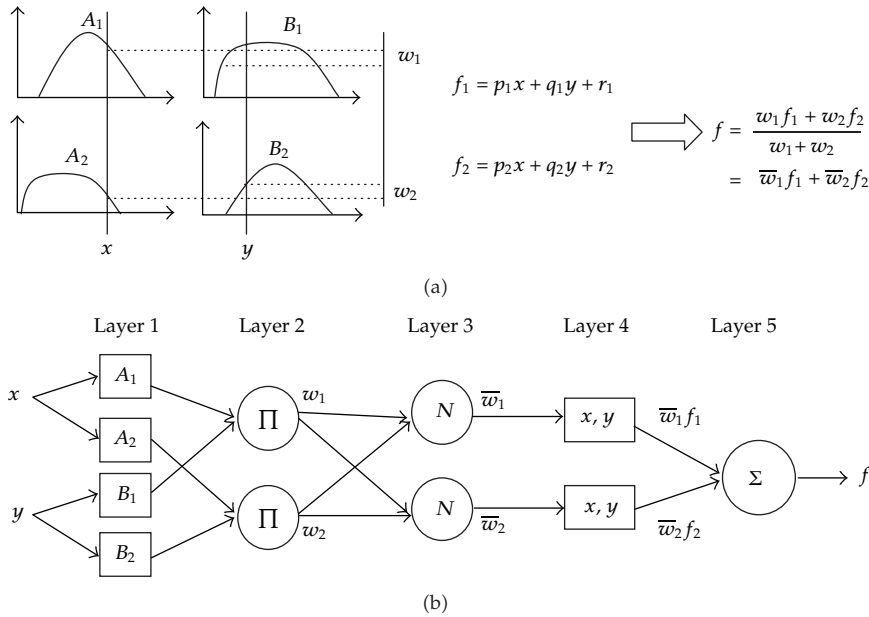 A₁
B₁
w₁
A₂
B₂
w₂
x
y
f₁ = p₁x + q₁y + r₁
f₂ = p₂x + q₂y + r₂
f = w₁f₁ + w₂f₂
w₁ + w₂
= w̅₁f₁ + w̅₂f₂
(a)
Layer 1 Layer 2 Layer 3 Layer 4 Layer 5
x
A₁
A₂
y
B₁
B₂
∏
w₁
∏
w₂
N
w̅₁
N
w̅₂
x, y
w̅₁f₁
x, y
w̅₂f₂
Σ
f
(b)